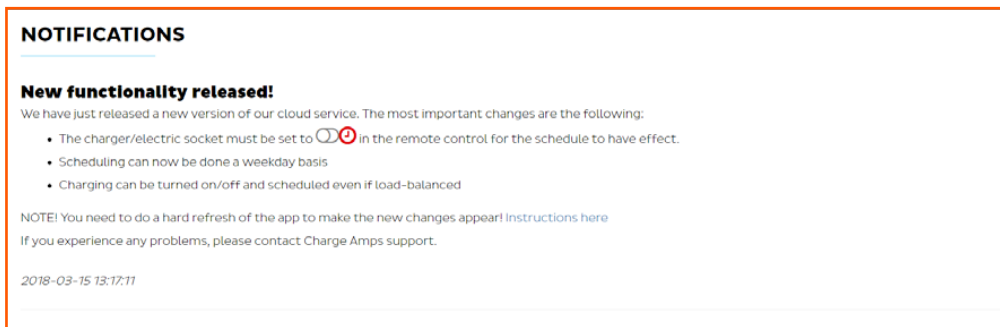 NOTIFICATIONS
New functionality released!
We have just released a new version of our cloud service. The most important changes are the following:
• The charger/electric socket must be set to in the remote control for the schedule to have effect.
• Scheduling can now be done a weekday basis
• Charging can be turned on/off and scheduled even if load-balanced
NOTE! You need to do a hard refresh of the app to make the new changes appear! Instructions here
If you experience any problems, please contact Charge Amps support.
2018-03-15 13:17:11